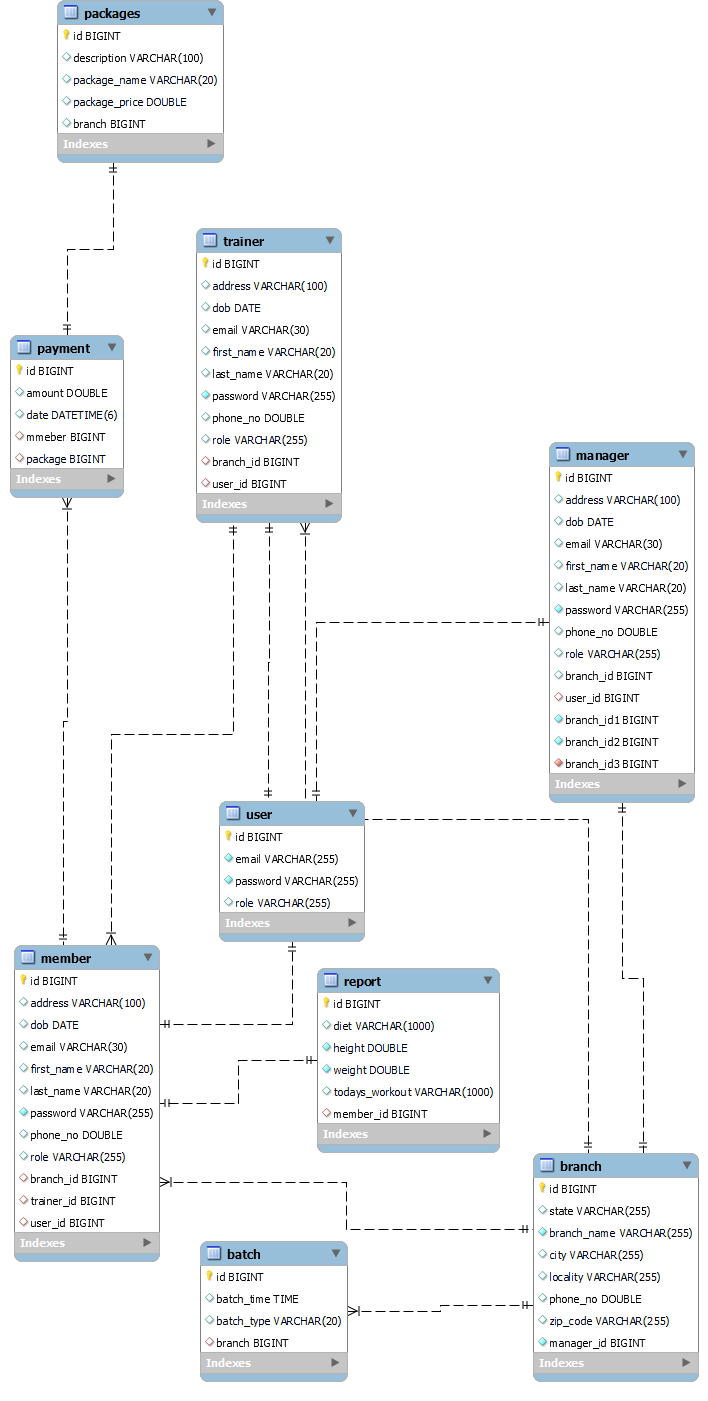 packages
id BIGINT
description VARCHAR(100)
package_name VARCHAR(20)
package_price DOUBLE
branch BIGINT
Indexes
trainer
id BIGINT
address VARCHAR(100)
dob DATE
email VARCHAR(30)
first_name VARCHAR(20)
last_name VARCHAR(20)
password VARCHAR(255)
phone_no DOUBLE
role VARCHAR(255)
branch_id BIGINT
user_id BIGINT
Indexes
payment
id BIGINT
amount DOUBLE
date DATETIME(6)
mmeber BIGINT
package BIGINT
Indexes
manager
id BIGINT
address VARCHAR(100)
dob DATE
email VARCHAR(30)
first_name VARCHAR(20)
last_name VARCHAR(20)
password VARCHAR(255)
phone_no DOUBLE
role VARCHAR(255)
branch_id BIGINT
user_id BIGINT
branch_id1 BIGINT
branch_id2 BIGINT
branch_id3 BIGINT
Indexes
user
id BIGINT
email VARCHAR(255)
password VARCHAR(255)
role VARCHAR(255)
Indexes
member
id BIGINT
address VARCHAR(100)
dob DATE
email VARCHAR(30)
first_name VARCHAR(20)
last_name VARCHAR(20)
password VARCHAR(255)
phone_no DOUBLE
role VARCHAR(255)
branch_id BIGINT
trainer_id BIGINT
user_id BIGINT
Indexes
report
id BIGINT
diet VARCHAR(1000)
height DOUBLE
weight DOUBLE
todays_workout VARCHAR(1000)
member_id BIGINT
Indexes
branch
id BIGINT
state VARCHAR(255)
branch_name VARCHAR(255)
city VARCHAR(255)
locality VARCHAR(255)
phone_no DOUBLE
zip_code VARCHAR(255)
manager_id BIGINT
Indexes
batch
id BIGINT
batch_time TIME
batch_type VARCHAR(20)
branch BIGINT
Indexes